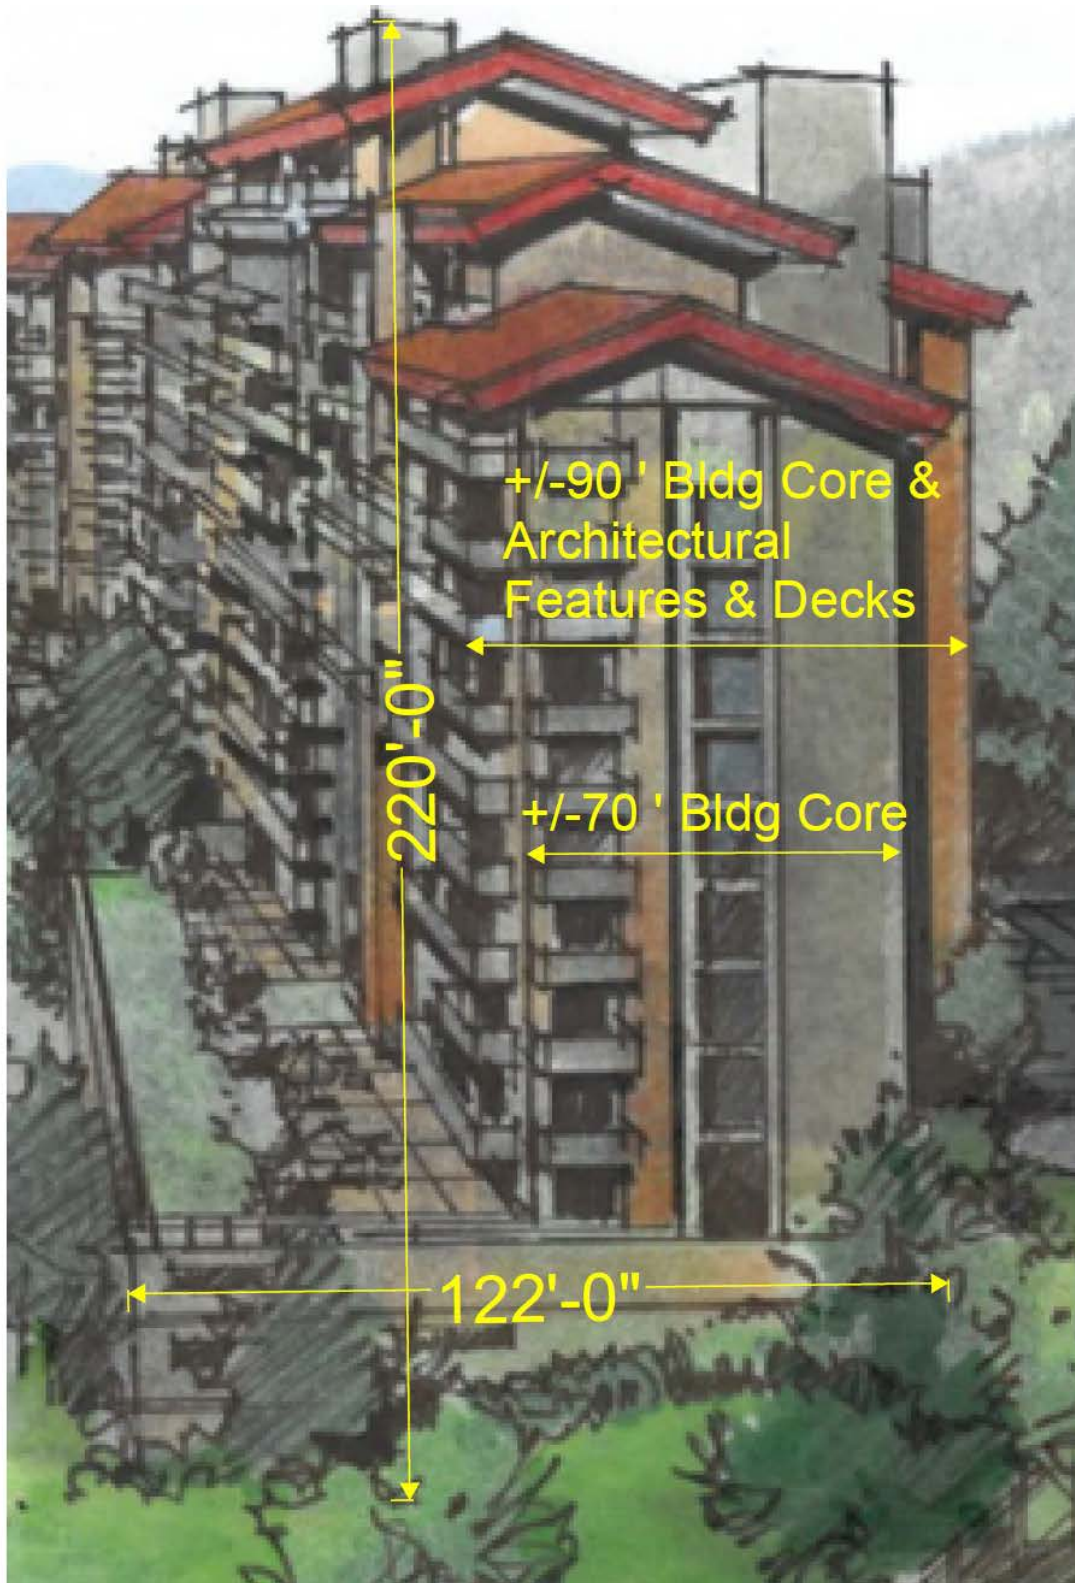 +/-90 ' Bldg Core &
Architectural
Features & Decks
220'-0"
+/-70 ' Bldg Core
122'-0"